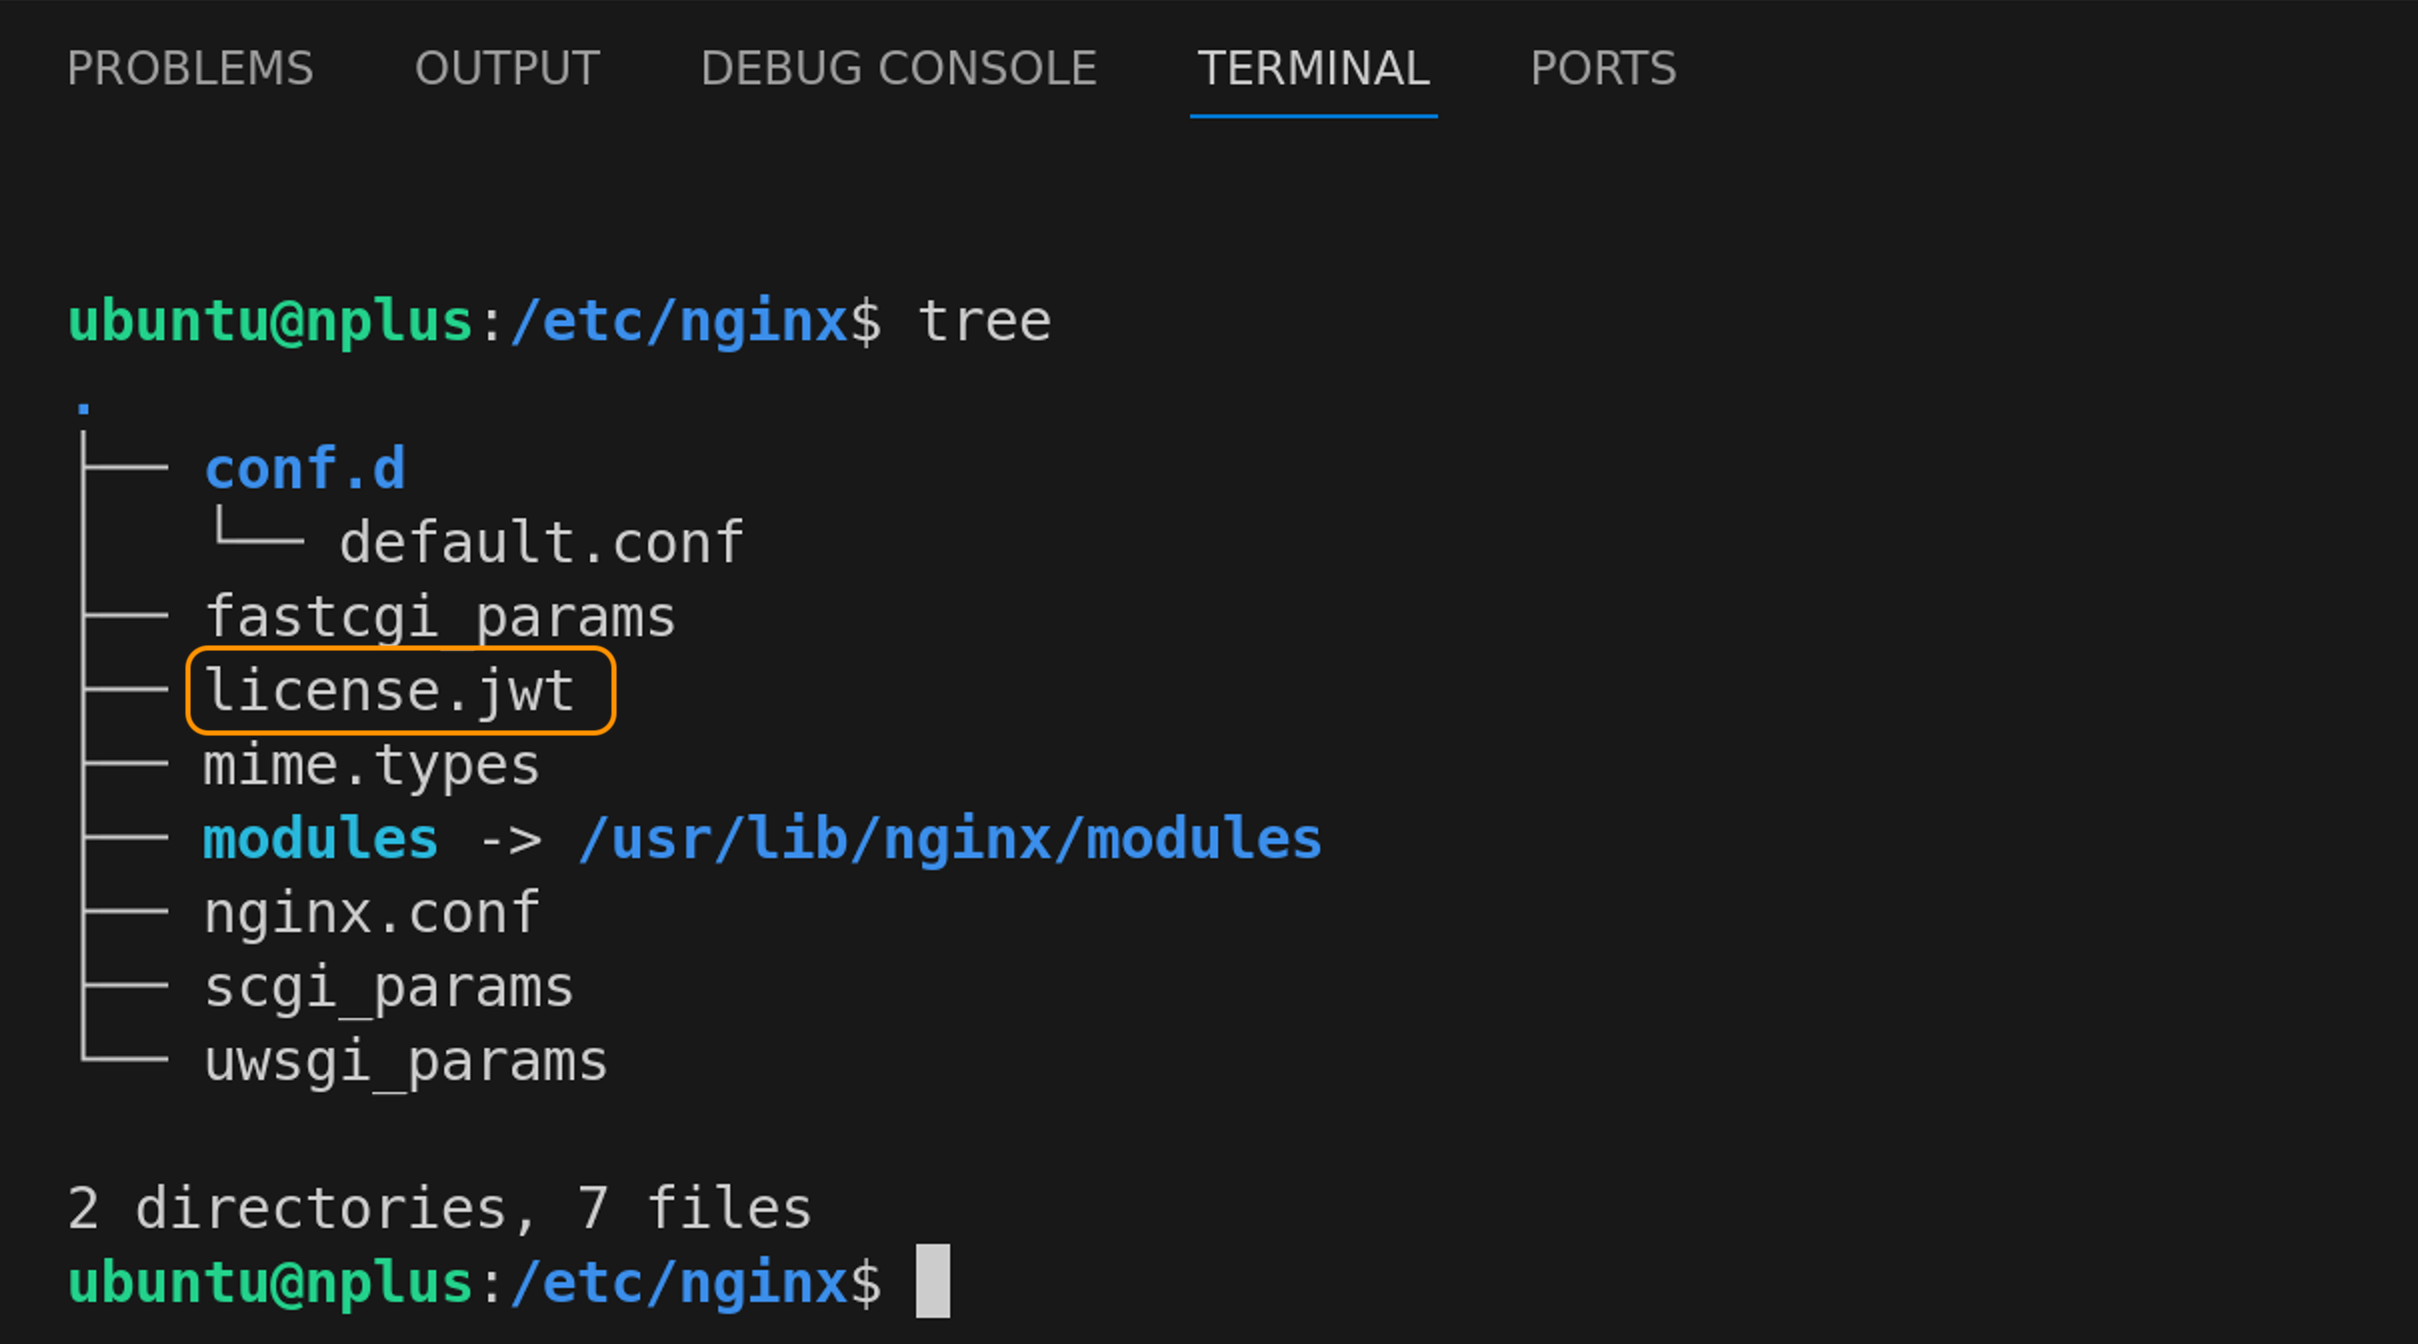 PROBLEMS OUTPUT DEBUG CONSOLE TERMINAL PORTS
ubuntu@nplus:/etc/nginx$ tree
.
├── conf.d
│   └── default.conf
├── fastcgi_params
├── license.jwt
├── mime.types
├── modules -> /usr/lib/nginx/modules
├── nginx.conf
├── scgi_params
└── uwsgi_params
2 directories, 7 files
ubuntu@nplus:/etc/nginx$